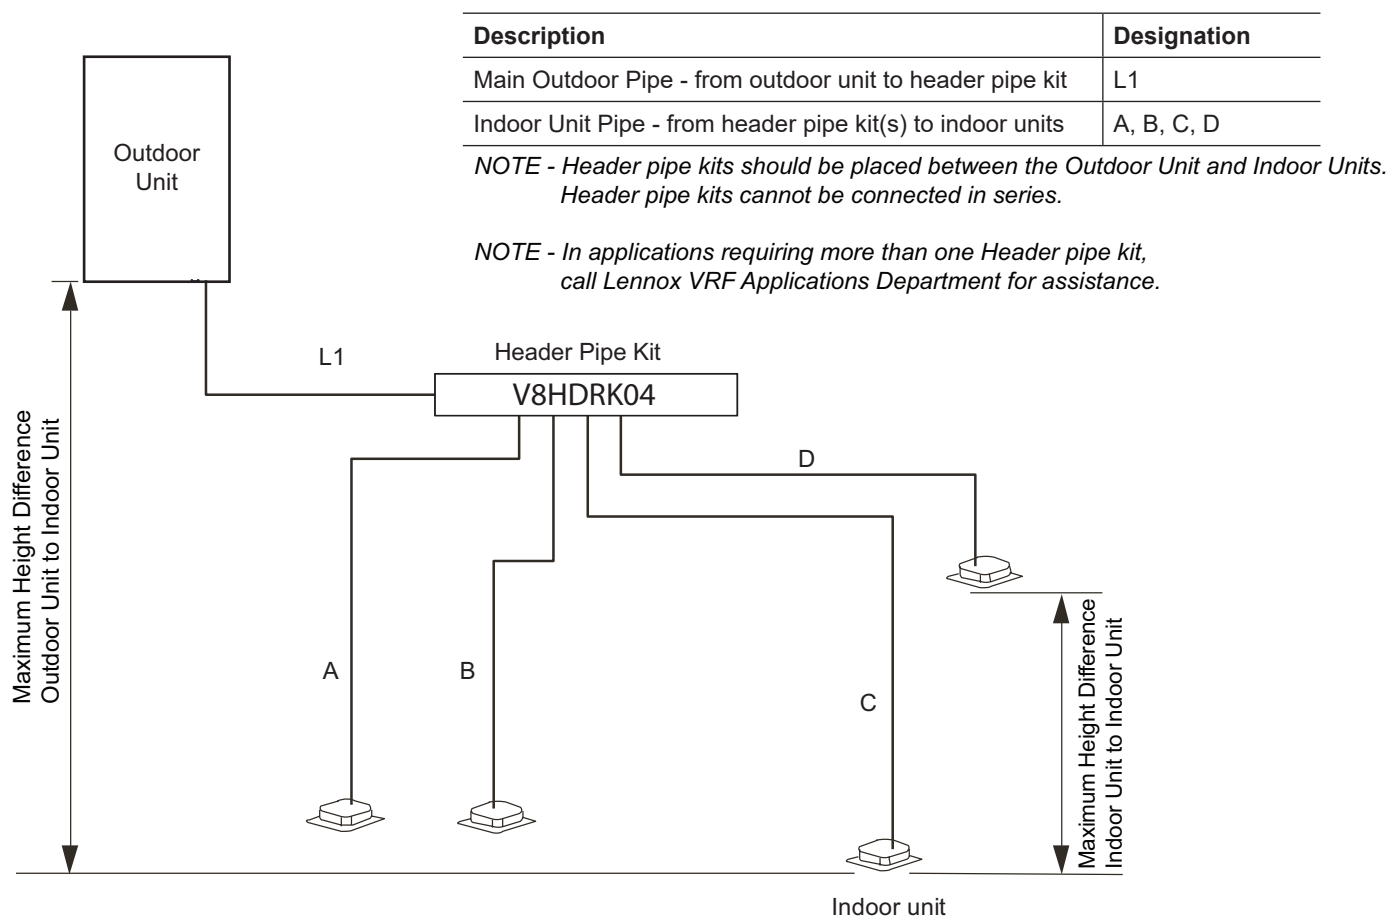 Description Designation
Main Outdoor Pipe - from outdoor unit to header pipe kit L1
Indoor Unit Pipe - from header pipe kit(s) to indoor units A, B, C, D
NOTE - Header pipe kits should be placed between the Outdoor Unit and Indoor Units.
Header pipe kits cannot be connected in series.
NOTE - In applications requiring more than one Header pipe kit,
call Lennox VRF Applications Department for assistance.
Outdoor
Unit
L1
Header Pipe Kit
V8HDRK04
D
A
B
C
Maximum Height Difference
Outdoor Unit to Indoor Unit
Maximum Height Difference
Indoor Unit to Indoor Unit
Indoor unit